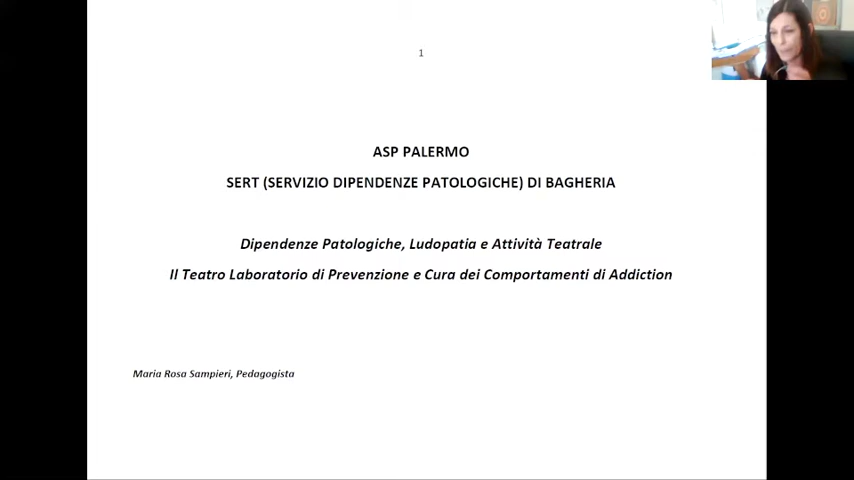 1
ASP PALERMO
SERT (SERVIZIO DIPENDENZE PATOLOGICHE) DI BAGHERIA
Dipendenze Patologiche, Ludopatia e Attività Teatrale
Il Teatro Laboratorio di Prevenzione e Cura dei Comportamenti di Addiction
Maria Rosa Sampieri, Pedagogista